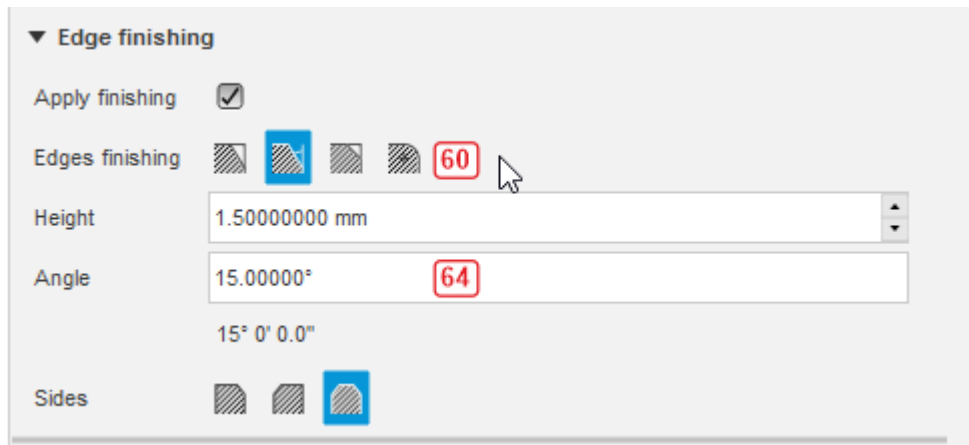 Edge finishing
Apply finishing
Edges finishing 60
Height 1.50000000 mm
Angle 15.00000° 64
15° 0' 0.0"
Sides